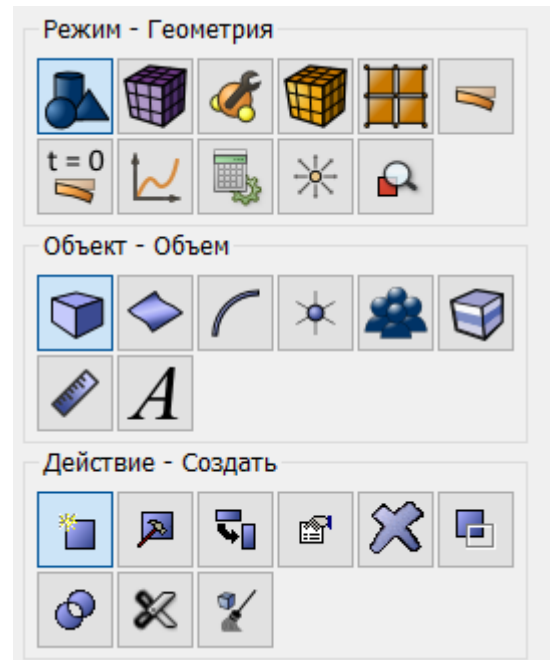 Режим - Геометрия
t = 0
Объект - Объем
A
Действие - Создать